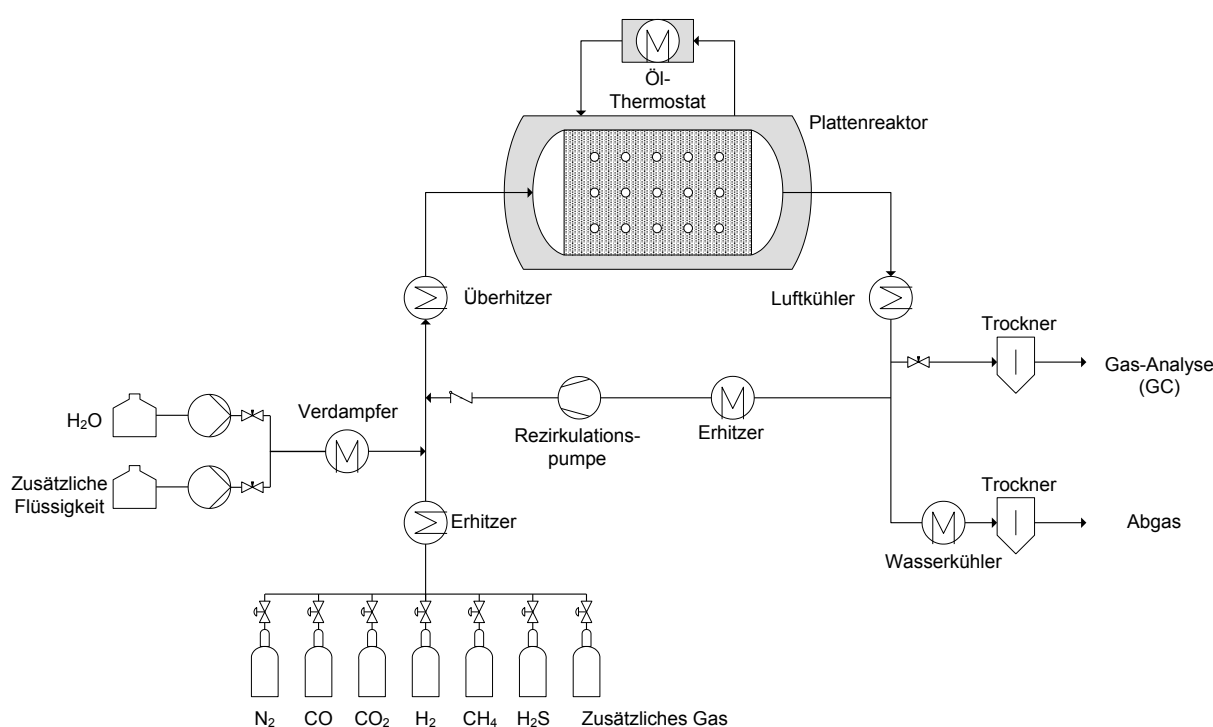 Öl-
Thermostat
Plattenreaktor
Überhitzer
Luftkühler
Trockner
Gas-Analyse
(GC)
H₂O
Verdampfer
Rezirkulations-
pumpe
Erhitzer
Zusätzliche
Flüssigkeit
Erhitzer
Trockner
Wasserkühler
Abgas
N₂ CO CO₂ H₂ CH₄ H₂S Zusätzliches Gas